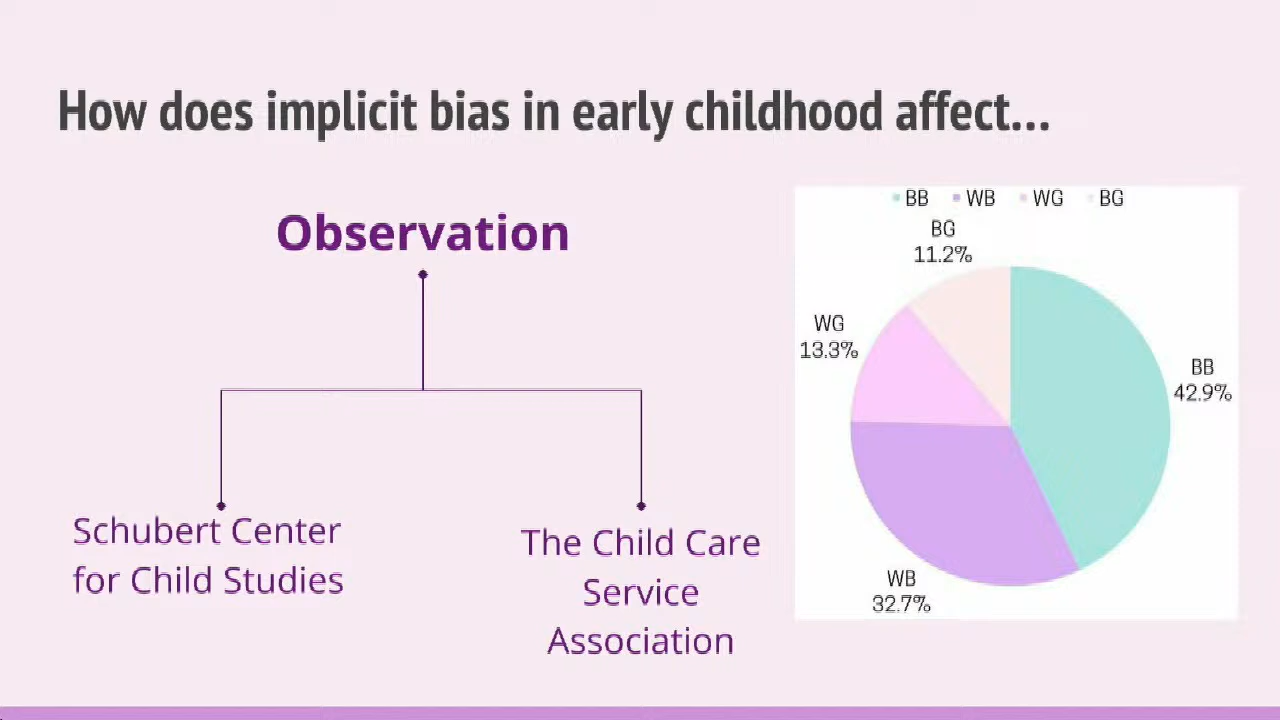 How does implicit bias in early childhood affect...
Observation
Schubert Center
for Child Studies
The Child Care
Service
Association
BB WB WG BG
BG
11.2%
WG
13.3%
BB
42.9%
WB
32.7%